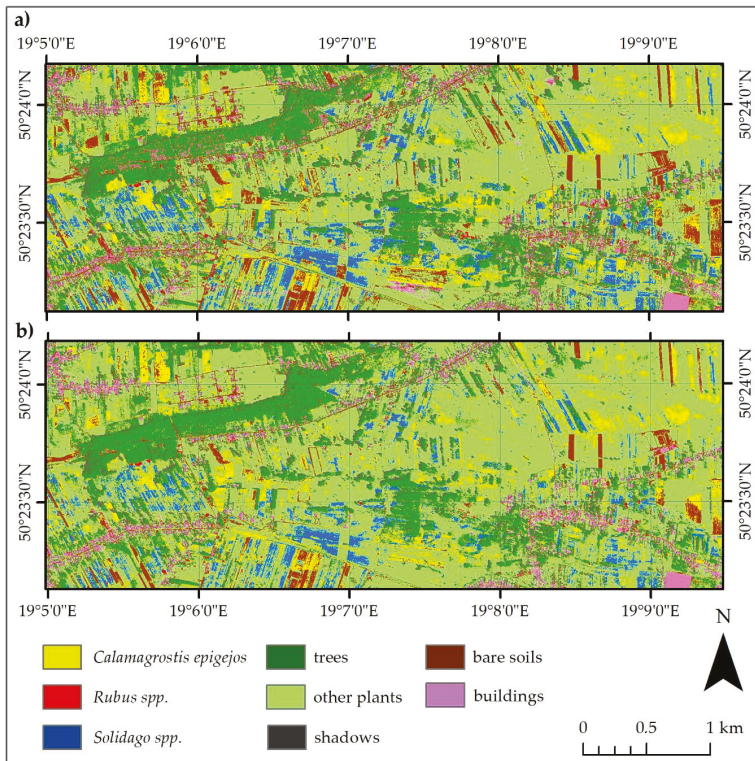 a)
19°5'0"E 19°6'0"E 19°7'0"E 19°8'0"E 19°9'0"E
50°24'0"N 50°24'0"N
50°23'30"N 50°23'30"N
b)
50°24'0"N 50°24'0"N
50°23'30"N 50°23'30"N
19°5'0"E 19°6'0"E 19°7'0"E 19°8'0"E 19°9'0"E
N
Calamagrostis epigejos trees bare soils
Rubus spp. other plants buildings
Solidago spp. shadows
0 0.5 1 km